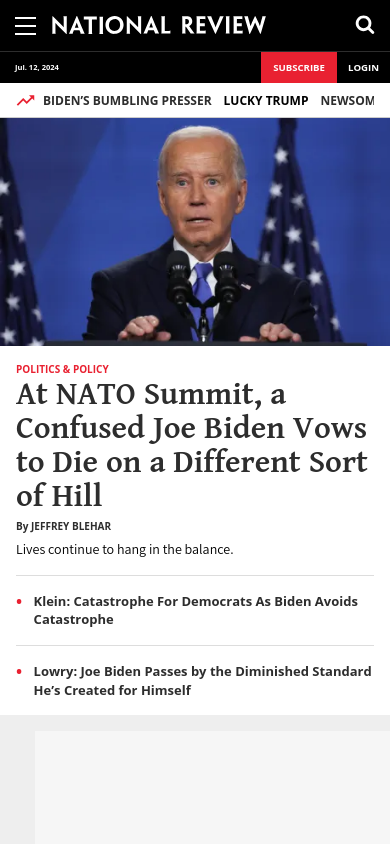 NATIONAL REVIEW
Jul. 12, 2024
SUBSCRIBE
LOGIN
BIDEN’S BUMBLING PRESSER LUCKY TRUMP NEWSOM
POLITICS & POLICY
At NATO Summit, a
Confused Joe Biden Vows
to Die on a Different Sort
of Hill
By JEFFREY BLEHAR
Lives continue to hang in the balance.
Klein: Catastrophe For Democrats As Biden Avoids
Catastrophe
Lowry: Joe Biden Passes by the Diminished Standard
He’s Created for Himself